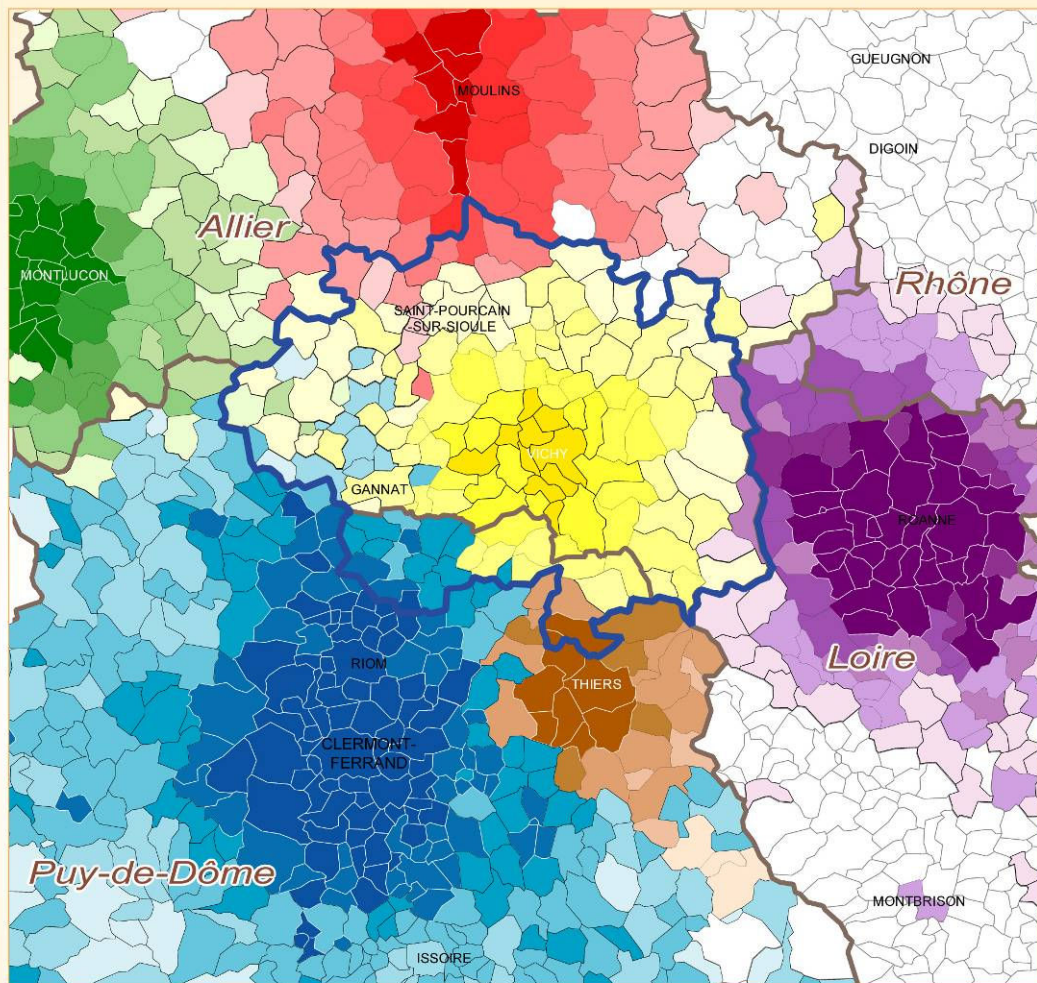 GUEUGNON
MOULINS
DIGOIN
Allier
MONTLUCON
Rhône
SAINT-POURCAIN
-SUR-SIOULE
VICHY
GANNAT
ROANNE
Loire
RIOM
THIERS
CLERMONT-
FERRAND
Puy-de-Dôme
MONTBRISON
ISSOIRE